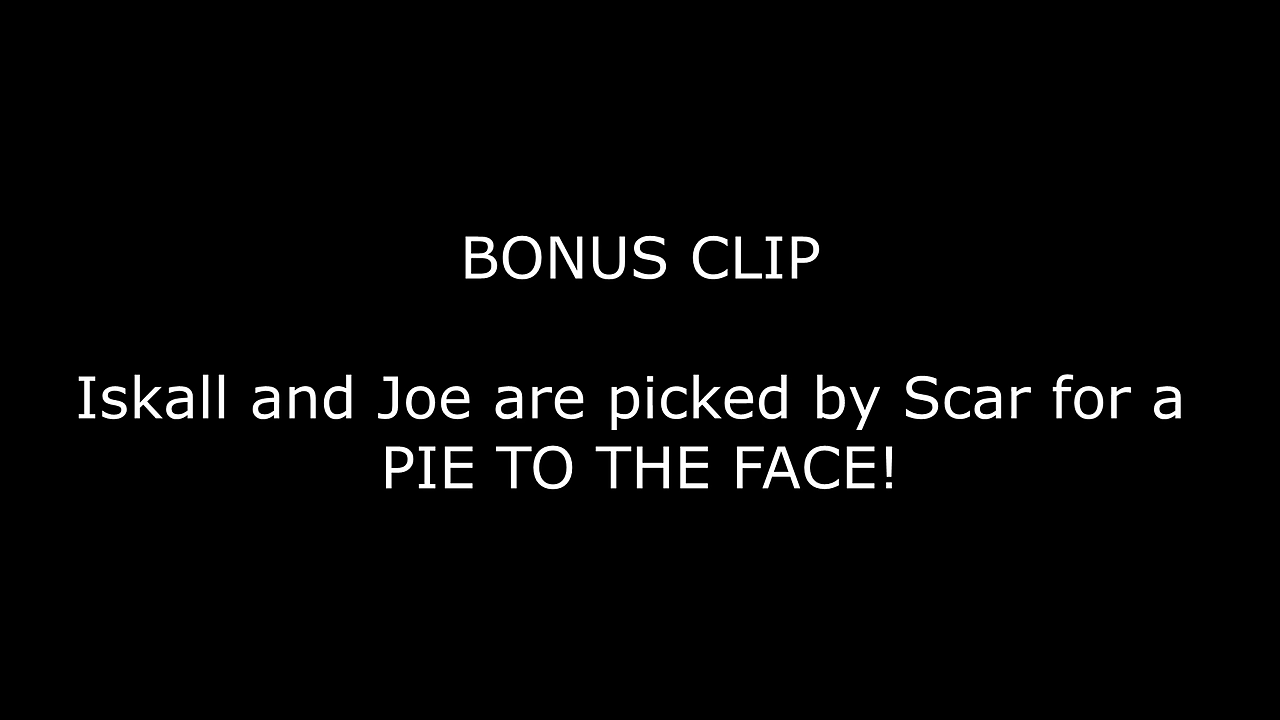 BONUS CLIP
Iskall and Joe are picked by Scar for a
PIE TO THE FACE!